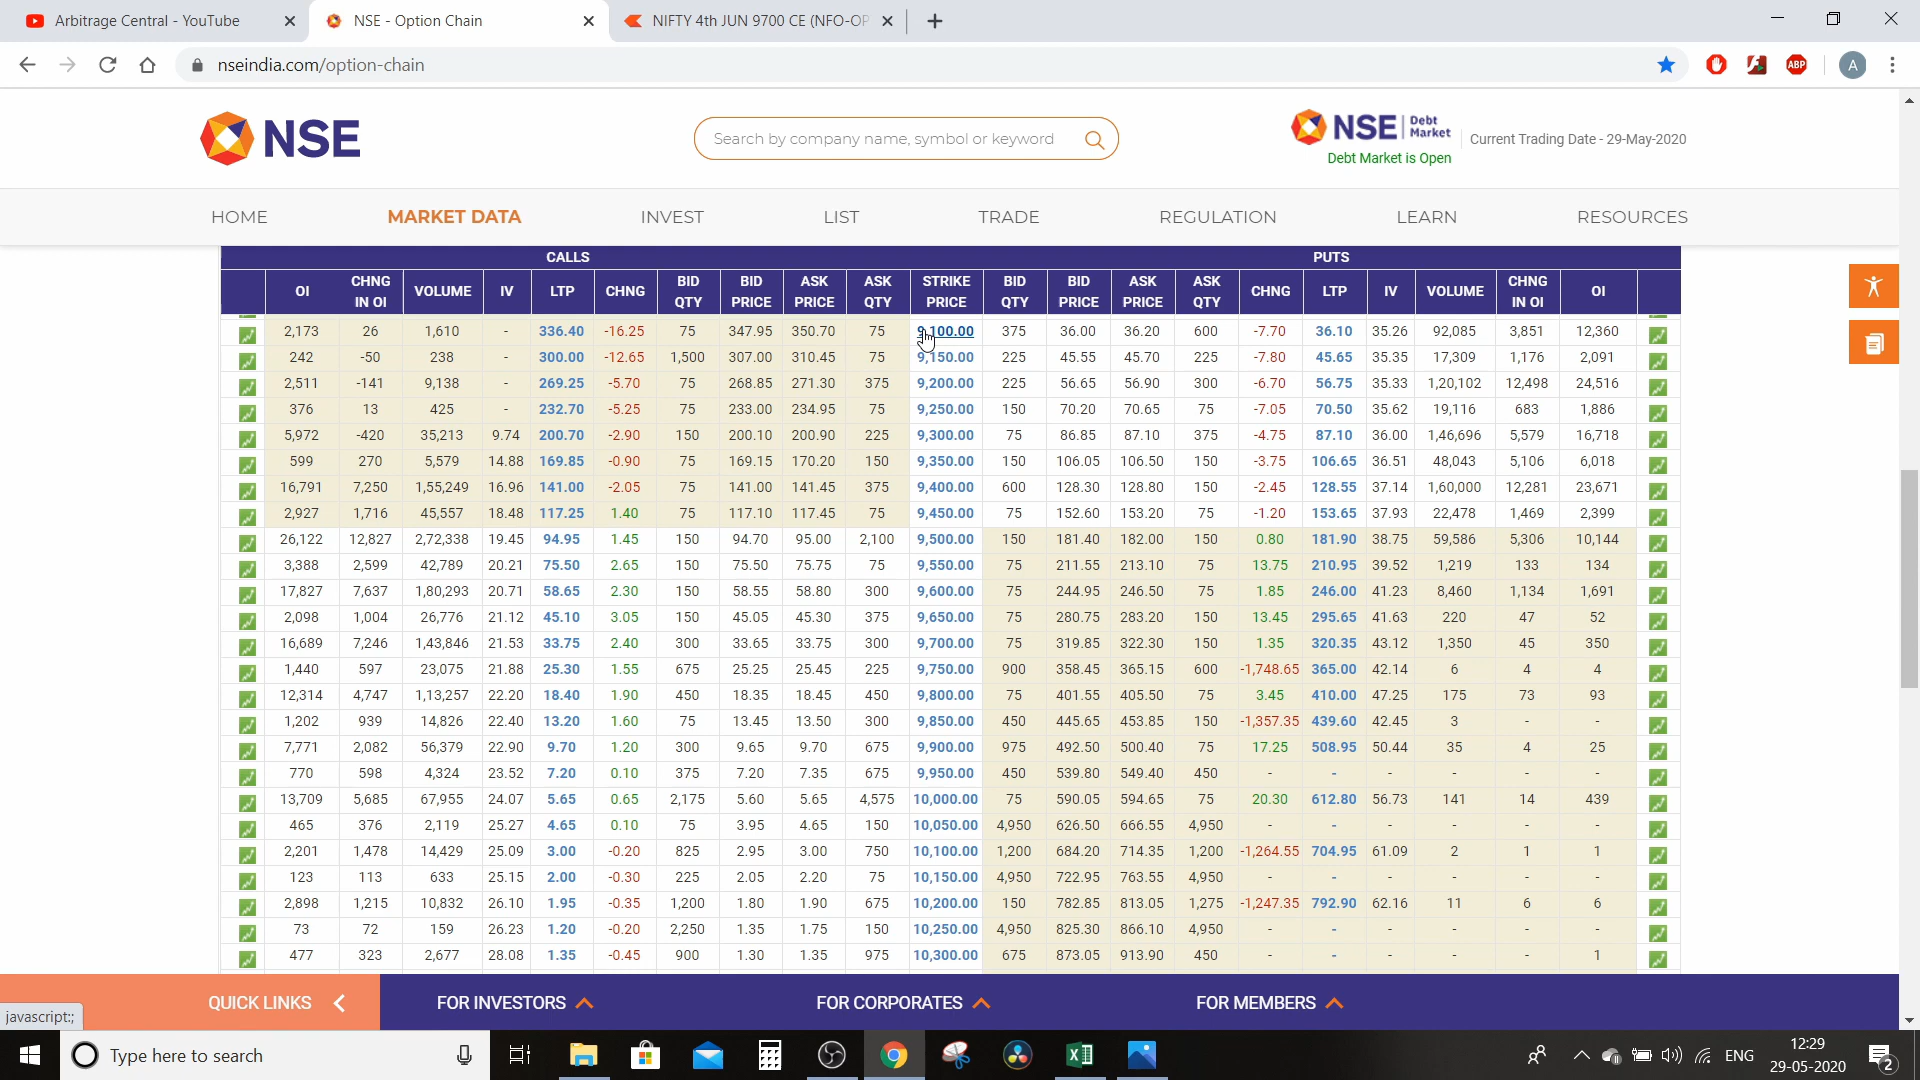 Arbitrage Central - YouTube
NSE - Option Chain
NIFTY 4th JUN 9700 CE (NFO-OP
nseindia.com/option-chain
ABP
A
NSE
Search by company name, symbol or keyword
NSE Debt Market
Debt Market is Open
Current Trading Date - 29-May-2020
HOME MARKET DATA INVEST LIST TRADE REGULATION LEARN RESOURCES
CALLS PUTS
OI CHNG IN OI VOLUME IV LTP CHNG BID QTY BID PRICE ASK PRICE ASK QTY STRIKE PRICE BID QTY BID PRICE ASK PRICE ASK QTY CHNG LTP IV VOLUME CHNG IN OI OI
2,173 26 1,610 - 336.40 -16.25 75 347.95 350.70 75 9,100.00 375 36.00 36.20 600 -7.70 36.10 35.26 92,085 3,851 12,360
242 -50 238 - 300.00 -12.65 1,500 307.00 310.45 75 9,150.00 225 45.55 45.70 225 -7.80 45.65 35.35 17,309 1,176 2,091
2,511 -141 9,138 - 269.25 -5.70 75 268.85 271.30 375 9,200.00 225 56.65 56.90 300 -6.70 56.75 35.33 1,20,102 12,498 24,516
376 13 425 - 232.70 -5.25 75 233.00 234.95 75 9,250.00 150 70.20 70.65 75 -7.05 70.50 35.62 19,116 683 1,886
5,972 -420 35,213 9.74 200.70 -2.90 150 200.10 200.90 225 9,300.00 75 86.85 87.10 375 -4.75 87.10 36.00 1,46,696 5,579 16,718
599 270 5,579 14.88 169.85 -0.90 75 169.15 170.20 150 9,350.00 150 106.05 106.50 150 -3.75 106.65 36.51 48,043 5,106 6,018
16,791 7,250 1,55,249 16.96 141.00 -2.05 75 141.00 141.45 375 9,400.00 600 128.30 128.80 150 -2.45 128.55 37.14 1,60,000 12,281 23,671
2,927 1,716 45,557 18.48 117.25 1.40 75 117.10 117.45 75 9,450.00 75 152.60 153.20 75 -1.20 153.65 37.93 22,478 1,469 2,399
26,122 12,827 2,72,338 19.45 94.95 1.45 150 94.70 95.00 2,100 9,500.00 150 181.40 182.00 150 0.80 181.90 38.75 59,586 5,306 10,144
3,388 2,599 42,789 20.21 75.50 2.65 150 75.50 75.75 75 9,550.00 75 211.55 213.10 75 13.75 210.95 39.52 1,219 133 134
17,827 7,637 1,80,293 20.71 58.65 2.30 150 58.55 58.80 300 9,600.00 75 244.95 246.50 75 1.85 246.00 41.23 8,460 1,134 1,691
2,098 1,004 26,776 21.12 45.10 3.05 150 45.05 45.30 375 9,650.00 75 280.75 283.20 150 13.45 295.65 41.63 220 47 52
16,689 7,246 1,43,846 21.53 33.75 2.40 300 33.65 33.75 300 9,700.00 75 319.85 322.30 150 1.35 320.35 43.12 1,350 45 350
1,440 597 23,075 21.88 25.30 1.55 675 25.25 25.45 225 9,750.00 900 358.45 365.15 600 -1,748.65 365.00 42.14 6 4 4
12,314 4,747 1,13,257 22.20 18.40 1.90 450 18.35 18.45 450 9,800.00 75 401.55 405.50 75 3.45 410.00 47.25 175 73 93
1,202 939 14,826 22.40 13.20 1.60 75 13.45 13.50 300 9,850.00 450 445.65 453.85 150 -1,357.35 439.60 42.45 3 - -
7,771 2,082 56,379 22.90 9.70 1.20 300 9.65 9.70 675 9,900.00 975 492.50 500.40 75 17.25 508.95 50.44 35 4 25
770 598 4,324 23.52 7.20 0.10 375 7.20 7.35 675 9,950.00 450 539.80 549.40 450 - - - - - -
13,709 5,685 67,955 24.07 5.65 0.65 2,175 5.60 5.65 4,575 10,000.00 75 590.05 594.65 75 20.30 612.80 56.73 141 14 439
465 376 2,119 25.27 4.65 0.10 75 3.95 4.65 150 10,050.00 4,950 626.50 666.55 4,950 - - - - - -
2,201 1,478 14,429 25.09 3.00 -0.20 825 2.95 3.00 750 10,100.00 1,200 684.20 714.35 1,200 -1,264.55 704.95 61.09 2 1 1
123 113 633 25.15 2.00 -0.30 225 2.05 2.20 75 10,150.00 4,950 722.95 763.55 4,950 - - - - - -
2,898 1,215 10,832 26.10 1.95 -0.35 1,200 1.80 1.90 675 10,200.00 150 782.85 813.05 1,275 -1,247.35 792.90 62.16 11 6 6
73 72 159 26.23 1.20 -0.20 2,250 1.35 1.75 150 10,250.00 4,950 825.30 866.10 4,950 - - - - - -
477 323 2,677 28.08 1.35 -0.45 900 1.30 1.35 975 10,300.00 675 873.05 913.90 450 - - - - - 1
QUICK LINKS FOR INVESTORS FOR CORPORATES FOR MEMBERS
javascript:;
Type here to search
ENG
12:29
29-05-2020
2